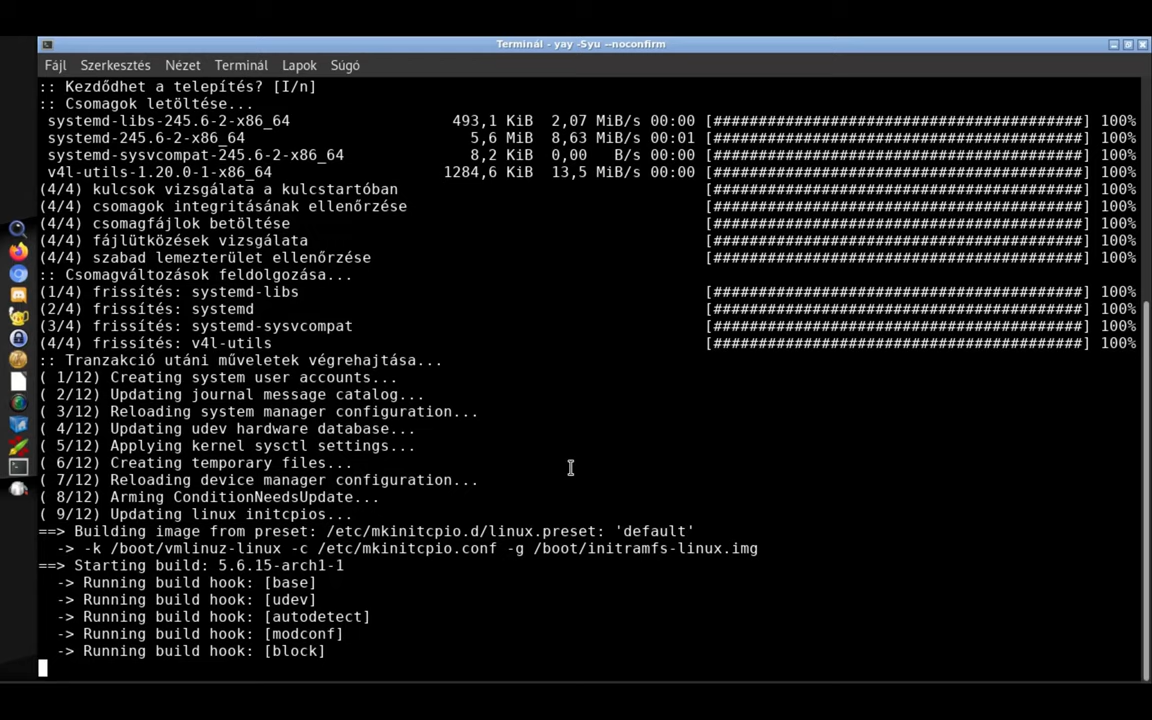 Terminál - yay -Syu --noconfirm
Fájl Szerkesztés Nézet Terminál Lapok Súgó
:: Kezdődhet a telepítés? [I/n]
:: Csomagok letöltése...
systemd-libs-245.6-2-x86_64 493,1 KiB 2,07 MiB/s 00:00 [########################################] 100%
systemd-245.6-2-x86_64 5,6 MiB 8,63 MiB/s 00:01 [########################################] 100%
systemd-sysvcompat-245.6-2-x86_64 8,2 KiB 0,00 B/s 00:00 [########################################] 100%
v4l-utils-1.20.0-1-x86_64 1284,6 KiB 13,5 MiB/s 00:00 [########################################] 100%
(4/4) kulcsok vizsgálata a kulcstartóban [########################################] 100%
(4/4) csomagok integritásának ellenőrzése [########################################] 100%
(4/4) csomagfájlok betöltése [########################################] 100%
(4/4) fájlütközések vizsgálata [########################################] 100%
(4/4) szabad lemezterület ellenőrzése [########################################] 100%
:: Csomagváltozások feldolgozása...
(1/4) frissítés: systemd-libs [########################################] 100%
(2/4) frissítés: systemd [########################################] 100%
(3/4) frissítés: systemd-sysvcompat [########################################] 100%
(4/4) frissítés: v4l-utils [########################################] 100%
:: Tranzakció utáni műveletek végrehajtása...
( 1/12) Creating system user accounts...
( 2/12) Updating journal message catalog...
( 3/12) Reloading system manager configuration...
( 4/12) Updating udev hardware database...
( 5/12) Applying kernel sysctl settings...
( 6/12) Creating temporary files...
( 7/12) Reloading device manager configuration...
( 8/12) Arming ConditionNeedsUpdate...
( 9/12) Updating linux initcpios...
==> Building image from preset: /etc/mkinitcpio.d/linux.preset: 'default'
-> -k /boot/vmlinuz-linux -c /etc/mkinitcpio.conf -g /boot/initramfs-linux.img
==> Starting build: 5.6.15-arch1-1
-> Running build hook: [base]
-> Running build hook: [udev]
-> Running build hook: [autodetect]
-> Running build hook: [modconf]
-> Running build hook: [block]